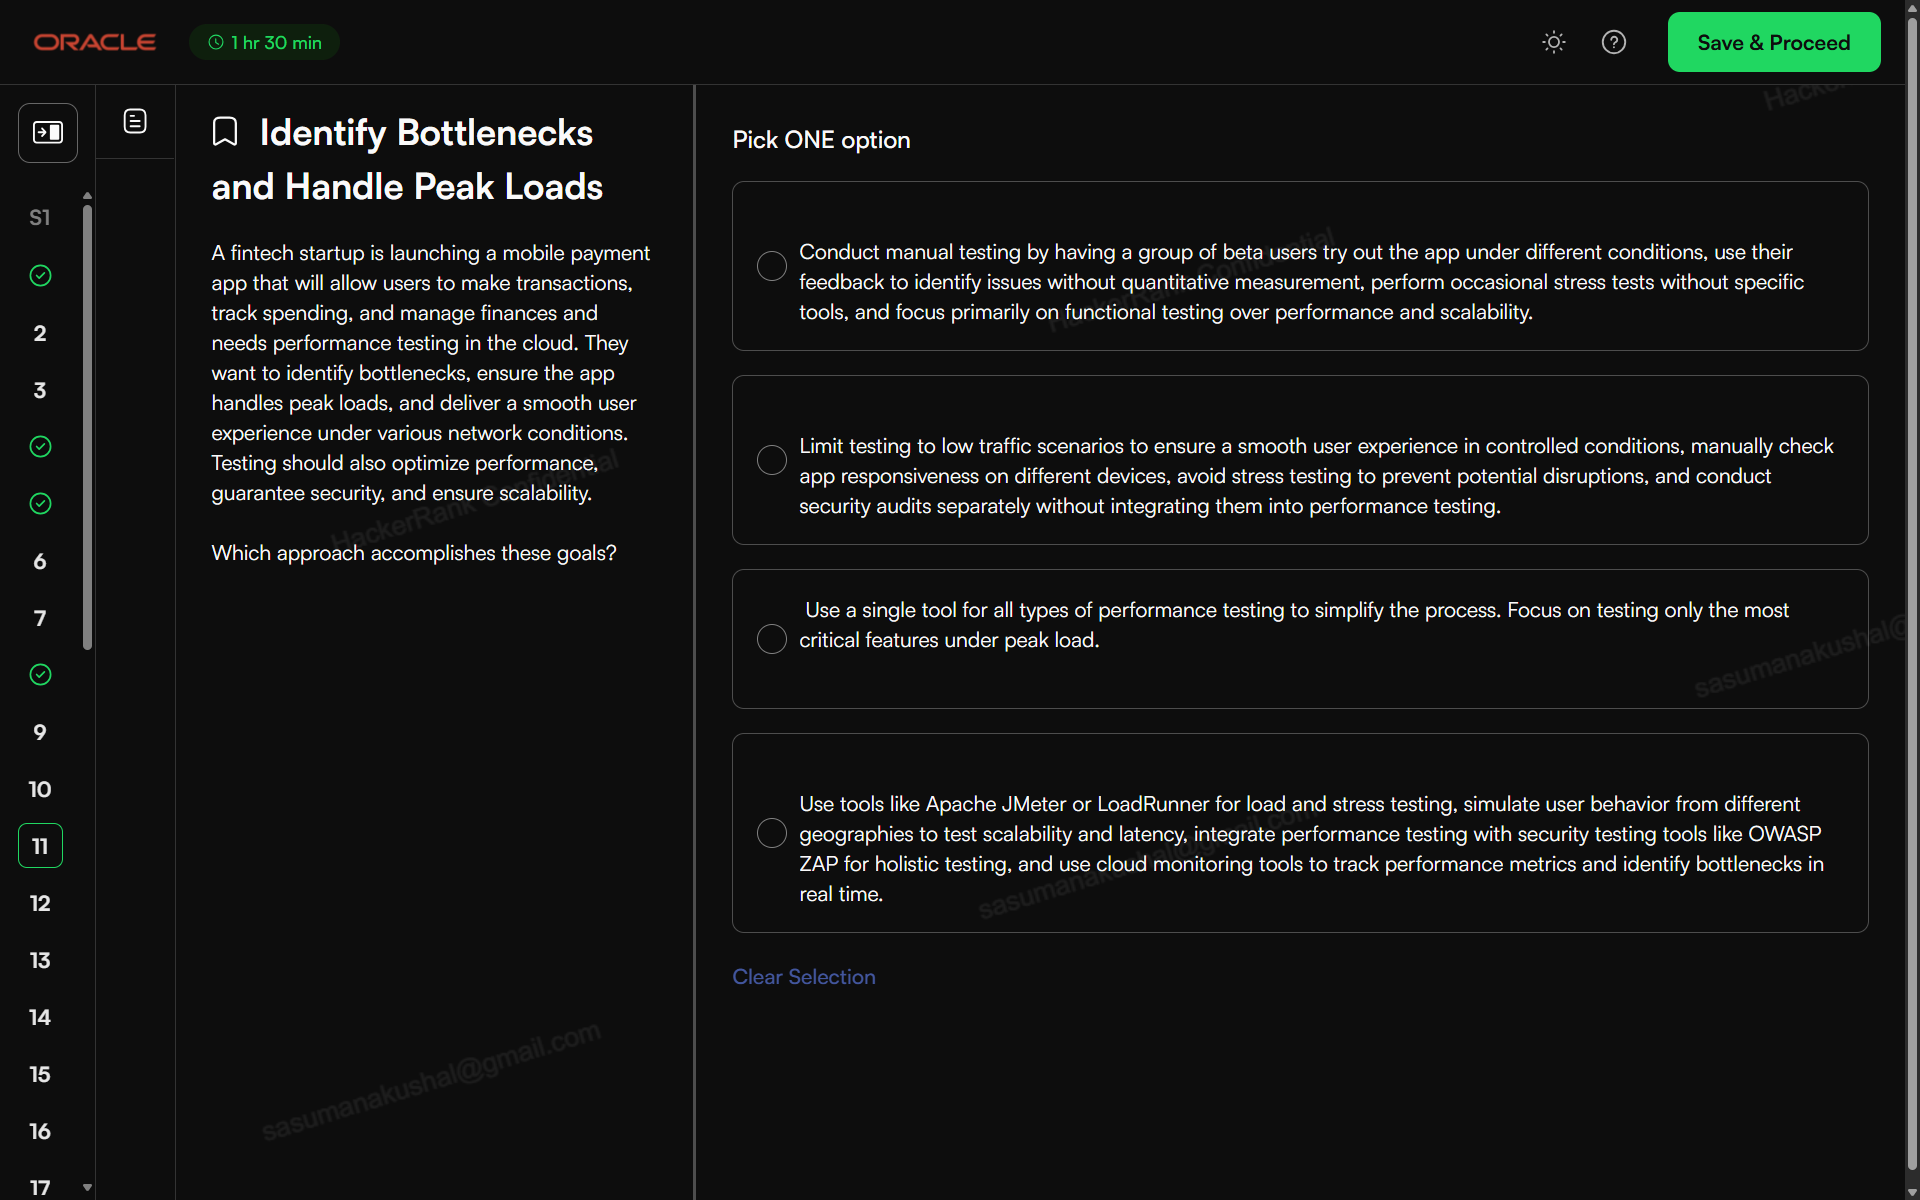 ORACLE
1 hr 30 min
Save & Proceed
S1
2
3
6
7
9
10
11
12
13
14
15
16
17
Identify Bottlenecks
and Handle Peak Loads
A fintech startup is launching a mobile payment
app that will allow users to make transactions,
track spending, and manage finances and
needs performance testing in the cloud. They
want to identify bottlenecks, ensure the app
handles peak loads, and deliver a smooth user
experience under various network conditions.
Testing should also optimize performance,
guarantee security, and ensure scalability.
Which approach accomplishes these goals?
HackerRank Confidential
sasumanakushal@gmail.com
Pick ONE option
Conduct manual testing by having a group of beta users try out the app under different conditions, use their
feedback to identify issues without quantitative measurement, perform occasional stress tests without specific
tools, and focus primarily on functional testing over performance and scalability.
HackerRank Confidential
Limit testing to low traffic scenarios to ensure a smooth user experience in controlled conditions, manually check
app responsiveness on different devices, avoid stress testing to prevent potential disruptions, and conduct
security audits separately without integrating them into performance testing.
Use a single tool for all types of performance testing to simplify the process. Focus on testing only the most
critical features under peak load.
sasumanakushal@
Use tools like Apache JMeter or LoadRunner for load and stress testing, simulate user behavior from different
geographies to test scalability and latency, integrate performance testing with security testing tools like OWASP
ZAP for holistic testing, and use cloud monitoring tools to track performance metrics and identify bottlenecks in
real time.
sasumanakushal@gmail.com
Clear Selection